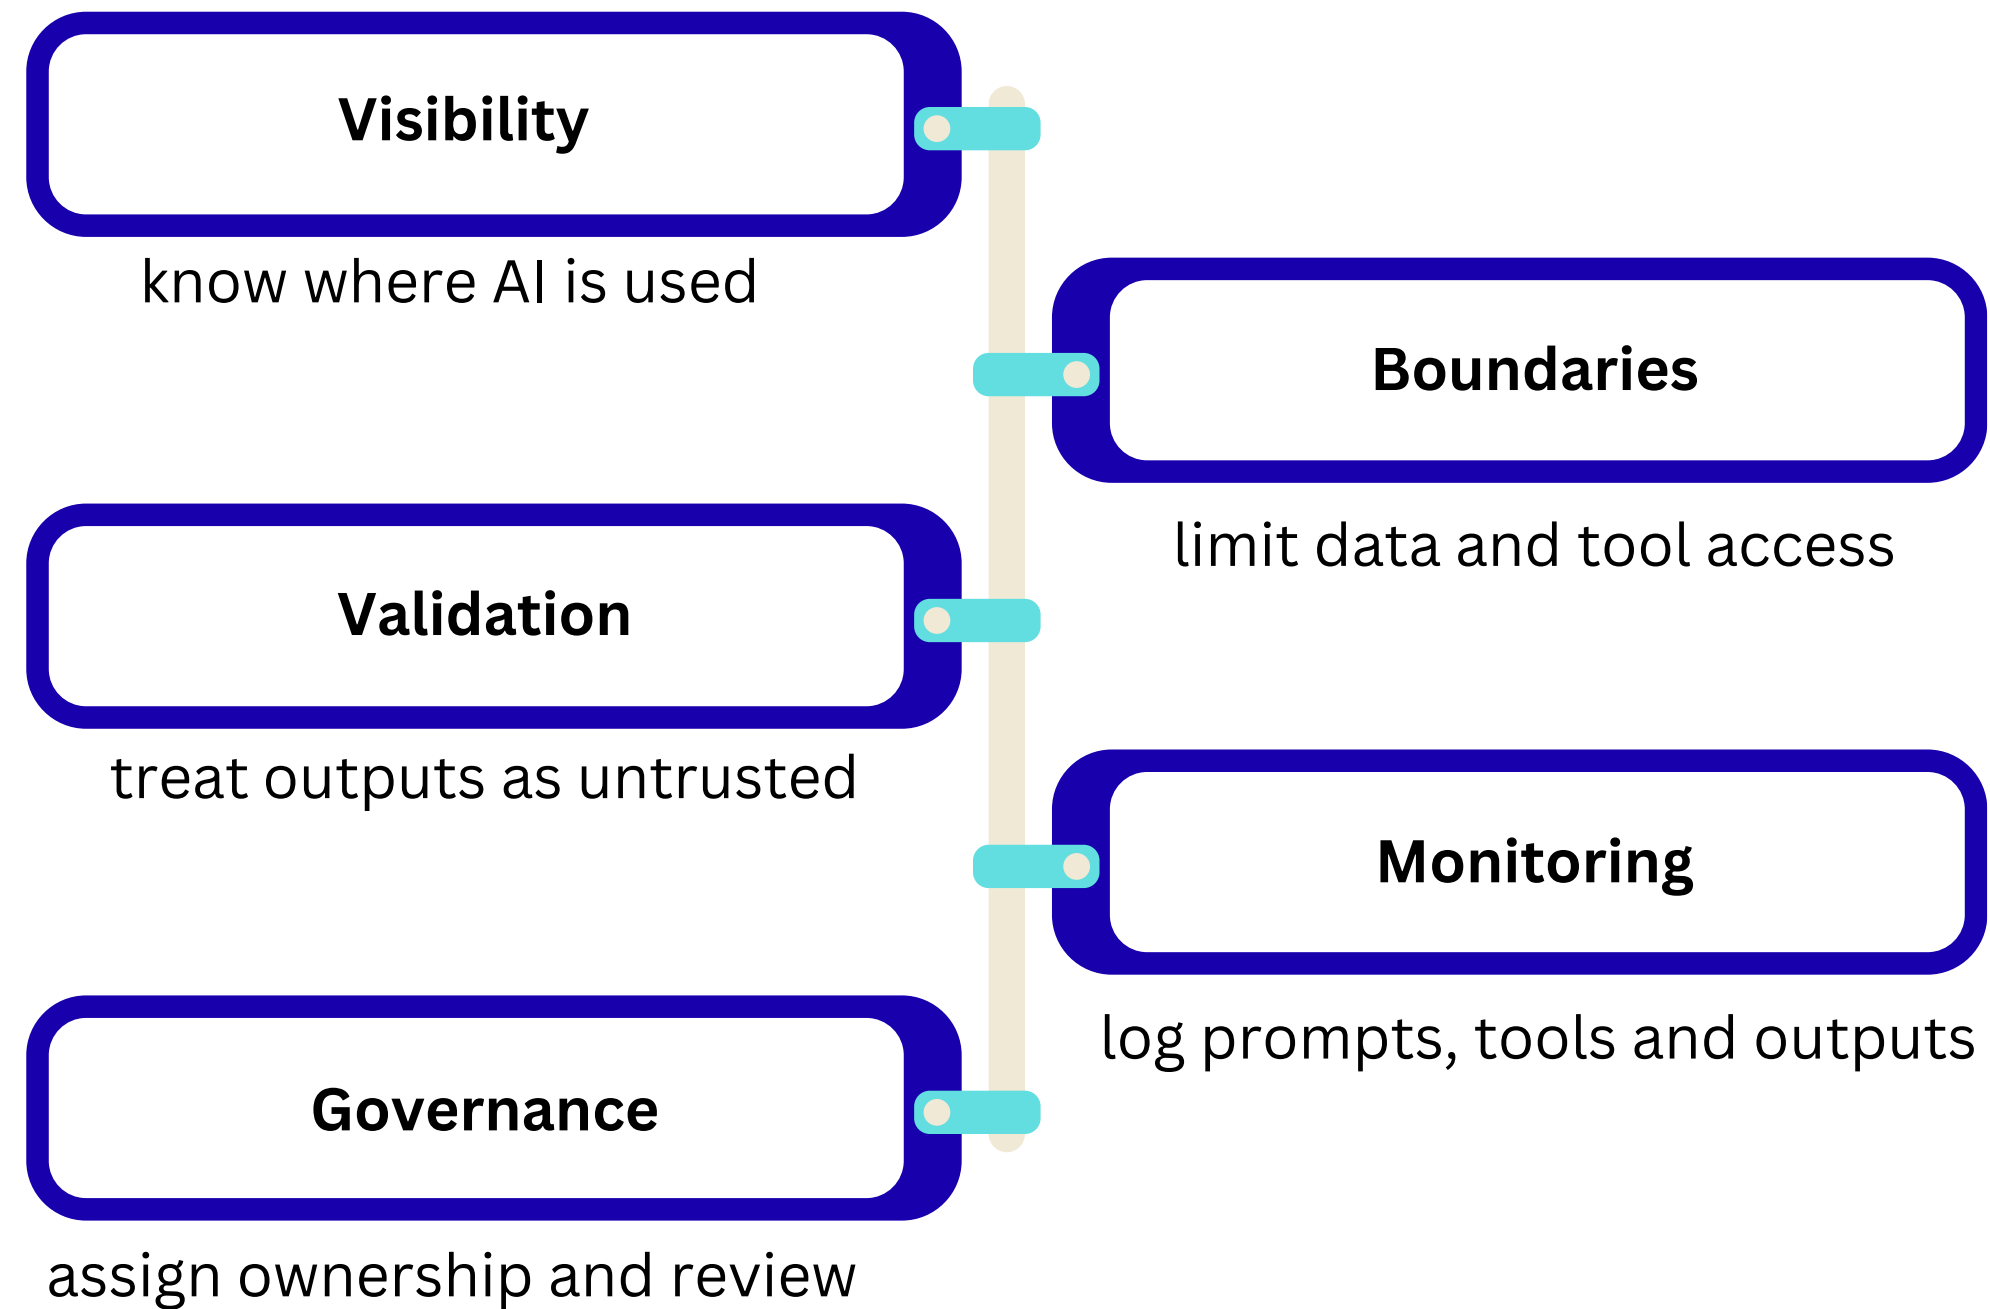 Visibility
know where AI is used
Boundaries
limit data and tool access
Validation
treat outputs as untrusted
Monitoring
log prompts, tools and outputs
Governance
assign ownership and review